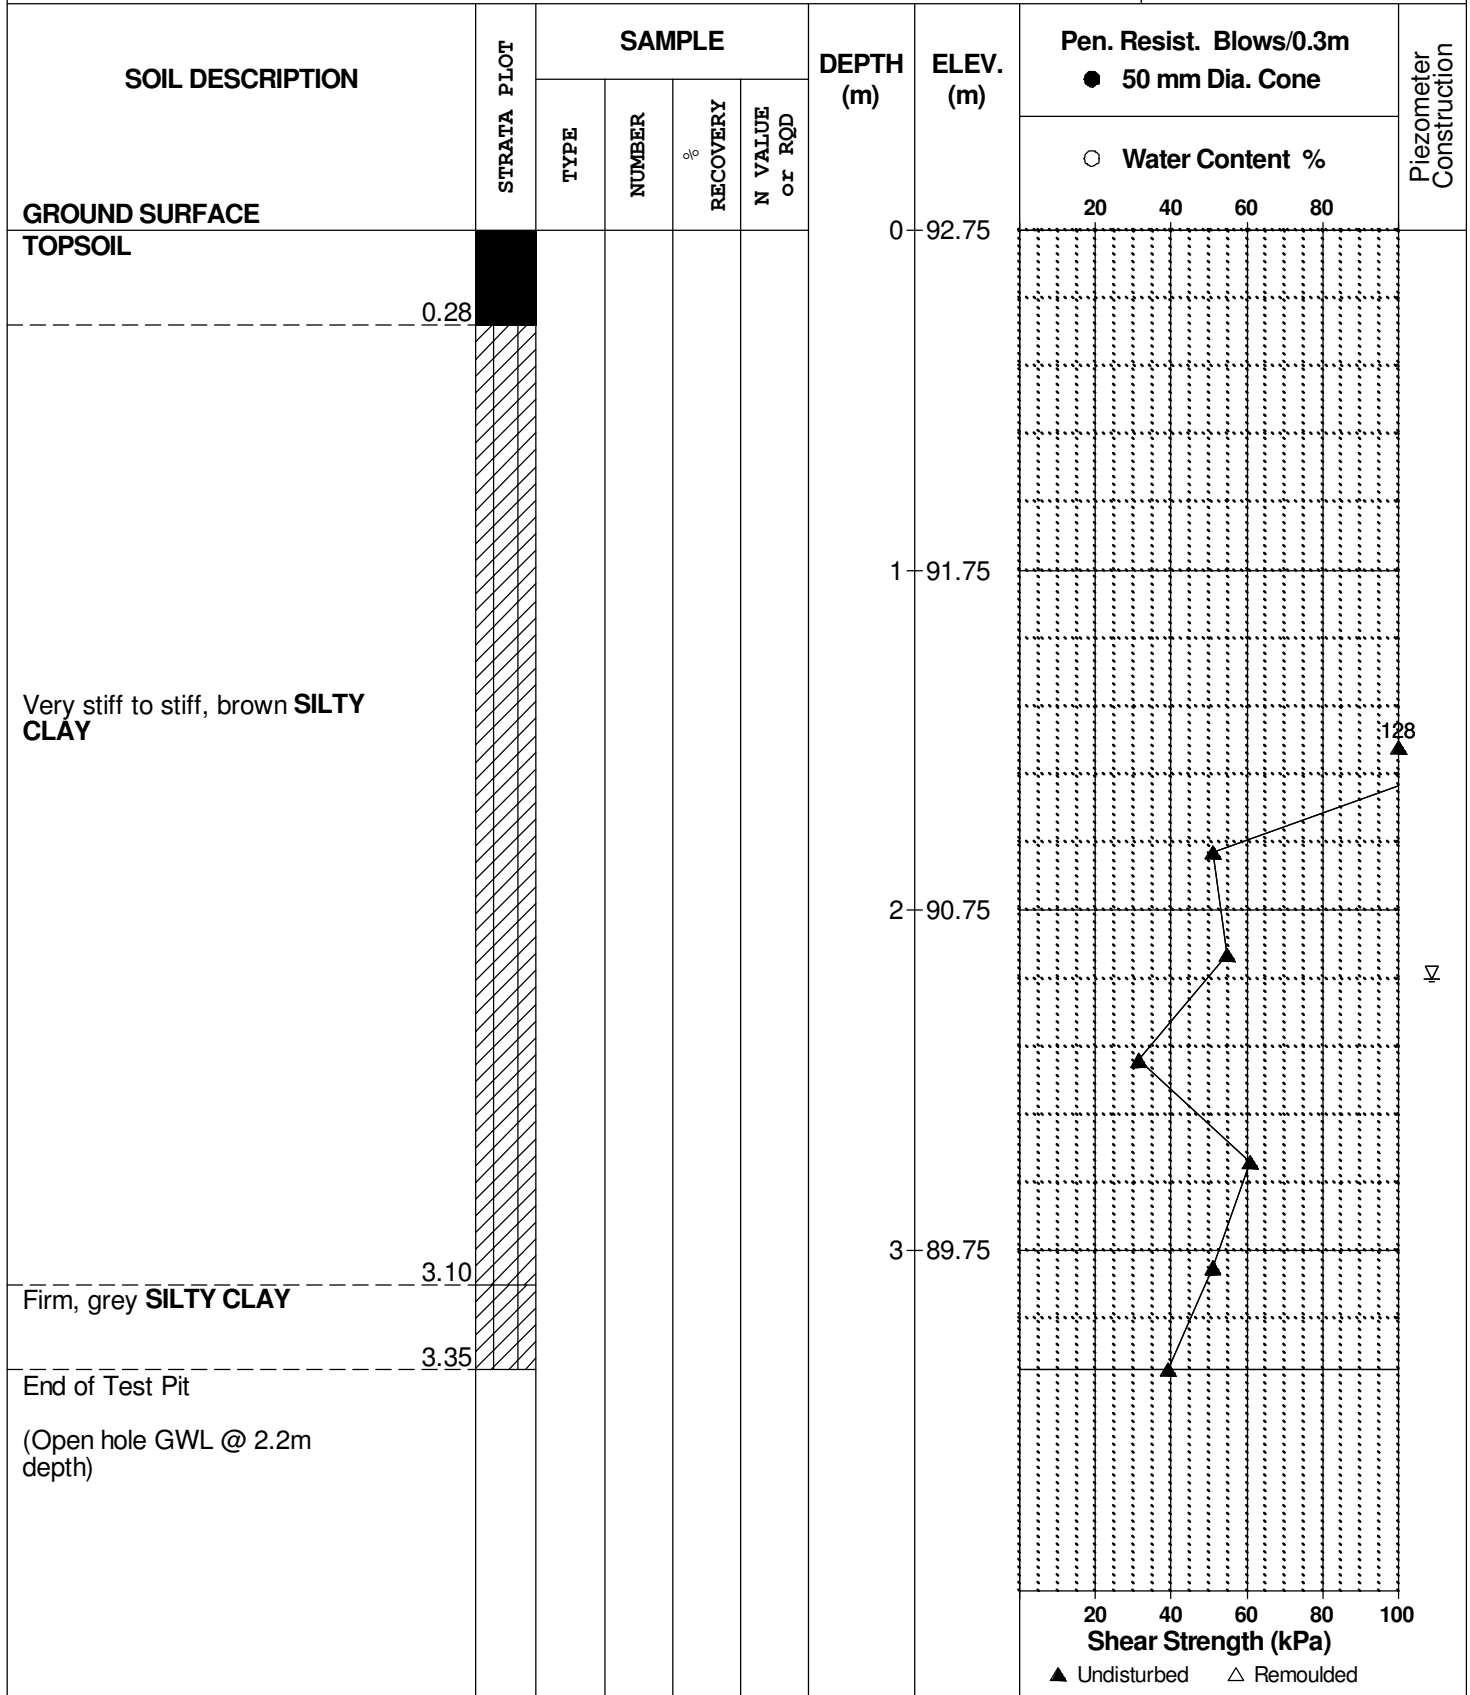 SOIL DESCRIPTION
GROUND SURFACE
STRATA PLOT
SAMPLE
TYPE
NUMBER
%
RECOVERY
N VALUE
or RQD
DEPTH
(m)
ELEV.
(m)
Pen. Resist. Blows/0.3m
● 50 mm Dia. Cone
○ Water Content %
20 40 60 80
Piezometer
Construction
TOPSOIL
0 92.75
0.28
1 91.75
Very stiff to stiff, brown SILTY
CLAY
128
2 90.75
3 89.75
3.10
Firm, grey SILTY CLAY
3.35
End of Test Pit
(Open hole GWL @ 2.2m
depth)
20 40 60 80 100
Shear Strength (kPa)
▲ Undisturbed △ Remoulded